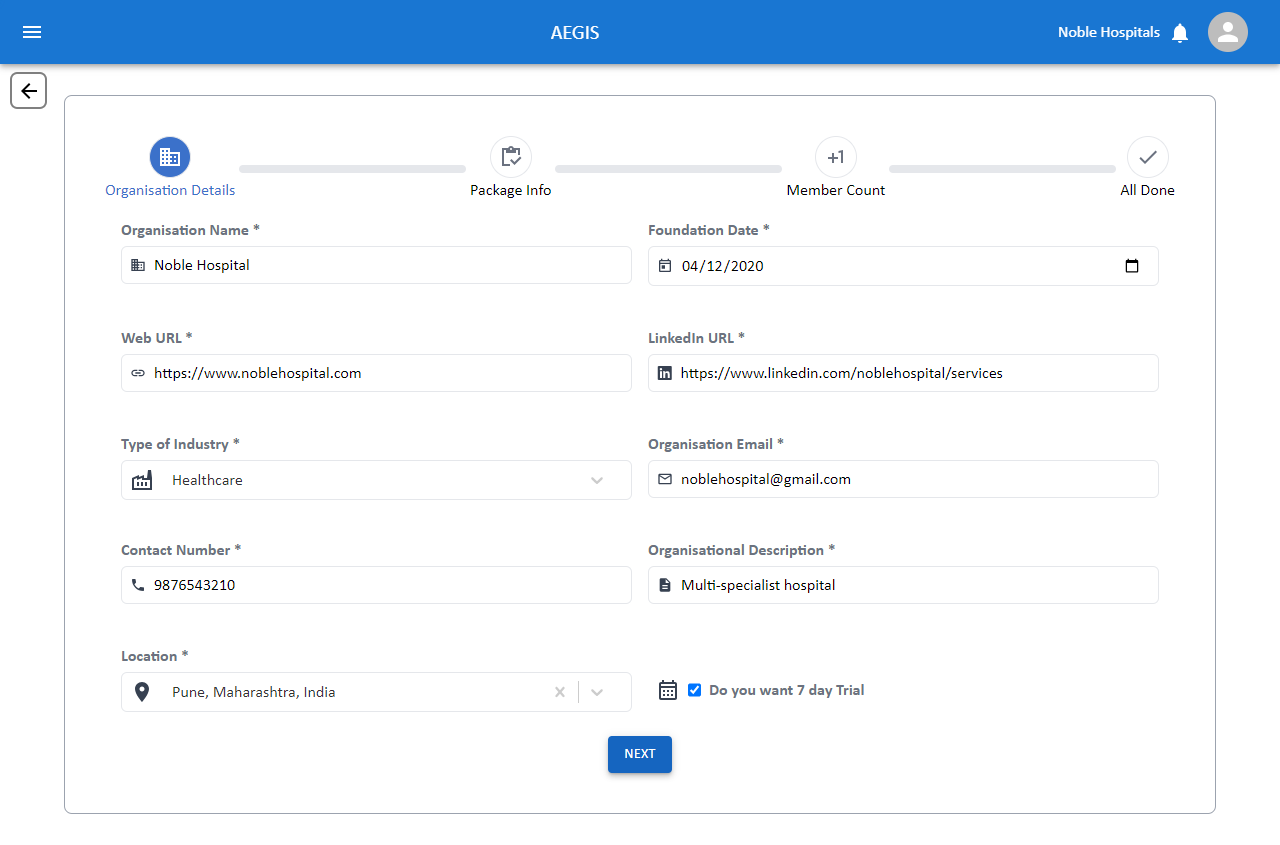 AEGIS
Noble Hospitals
+1
Organisation Details
Package Info
Member Count
All Done
Organisation Name *
Foundation Date *
Noble Hospital
04/12/2020
Web URL *
LinkedIn URL *
https://www.noblehospital.com
https://www.linkedin.com/noblehospital/services
Type of Industry *
Organisation Email *
Healthcare
noblehospital@gmail.com
Contact Number *
Organisational Description *
9876543210
Multi-specialist hospital
Location *
Pune, Maharashtra, India
Do you want 7 day Trial
NEXT